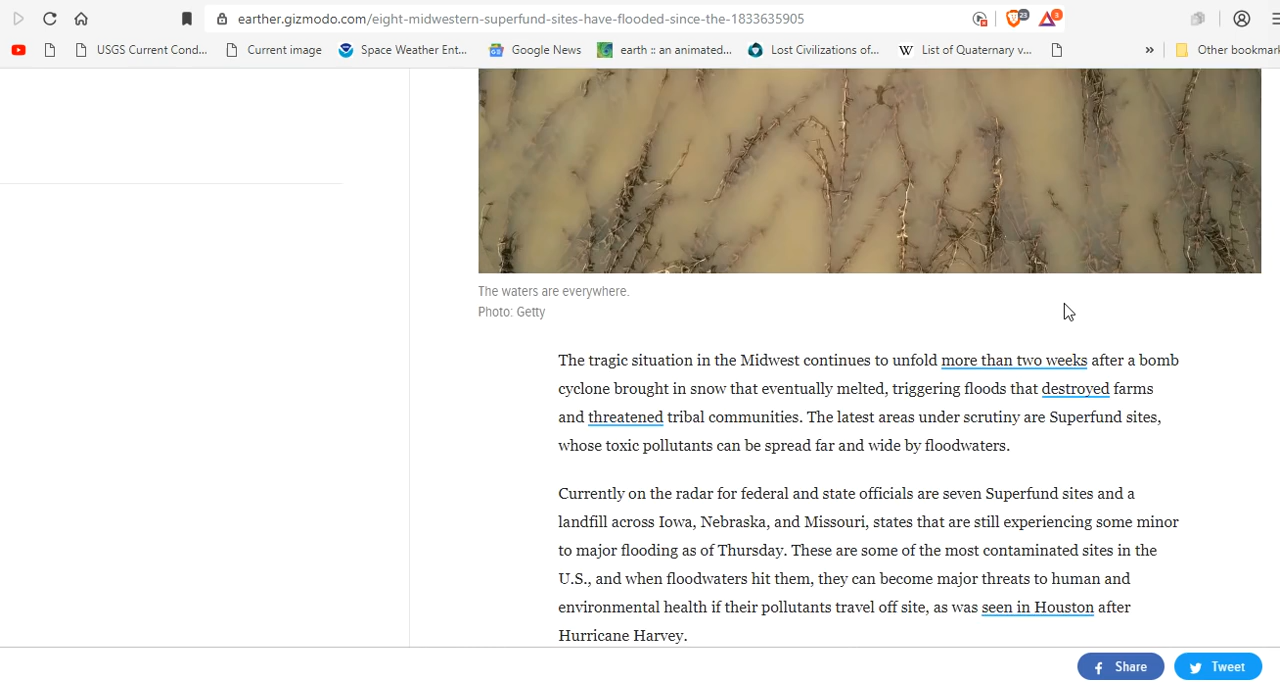 earther.gizmodo.com/eight-midwestern-superfund-sites-have-flooded-since-the-1833635905
23
3
USGS Current Cond...
Current image
Space Weather Ent...
Google News
earth :: an animated...
Lost Civilizations of...
W
List of Quaternary v...
»
Other bookmar
The waters are everywhere.
Photo: Getty
The tragic situation in the Midwest continues to unfold more than two weeks after a bomb
cyclone brought in snow that eventually melted, triggering floods that destroyed farms
and threatened tribal communities. The latest areas under scrutiny are Superfund sites,
whose toxic pollutants can be spread far and wide by floodwaters.
Currently on the radar for federal and state officials are seven Superfund sites and a
landfill across Iowa, Nebraska, and Missouri, states that are still experiencing some minor
to major flooding as of Thursday. These are some of the most contaminated sites in the
U.S., and when floodwaters hit them, they can become major threats to human and
environmental health if their pollutants travel off site, as was seen in Houston after
Hurricane Harvey.
Share
Tweet